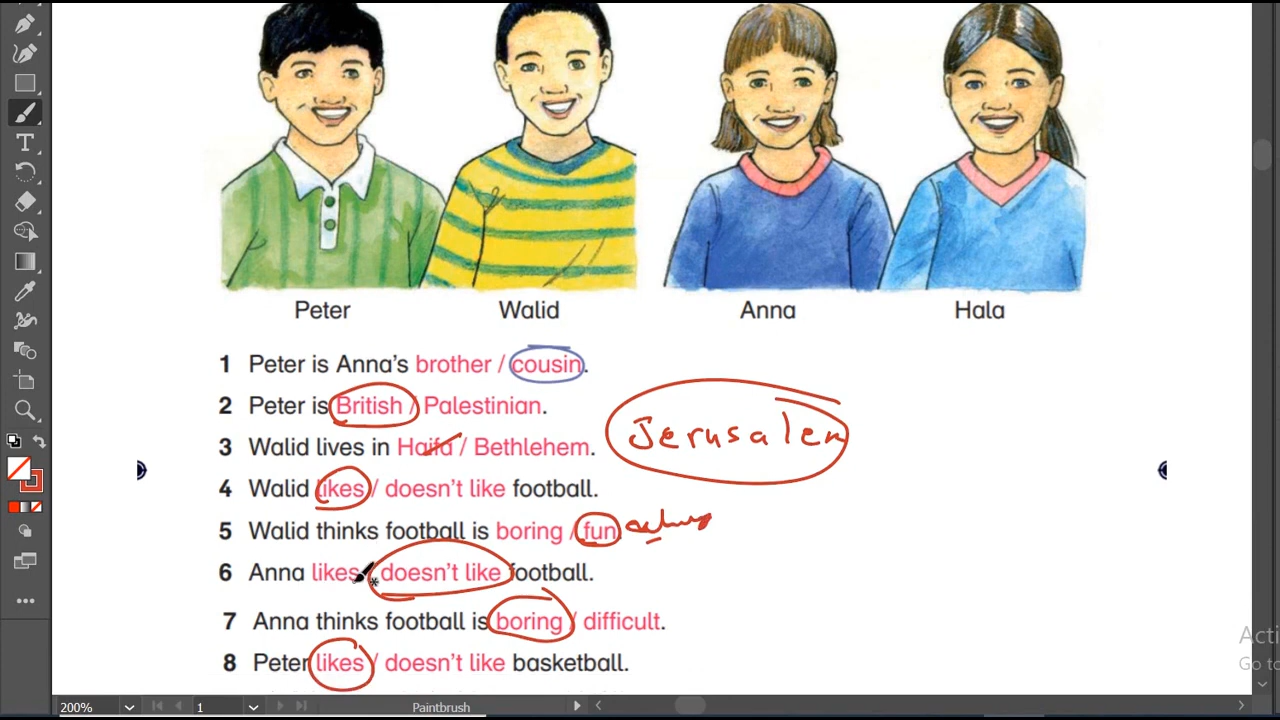 Peter
Walid
Anna
Hala
1 Peter is Anna's brother / cousin.
2 Peter is British / Palestinian.
Jerusalem
3 Walid lives in Haifa / Bethlehem.
4 Walid likes / doesn't like football.
5 Walid thinks football is boring / fun.
6 Anna likes doesn't like football.
7 Anna thinks football is boring / difficult.
8 Peter likes / doesn't like basketball.
Acti
Go to
200%
1
Paintbrush